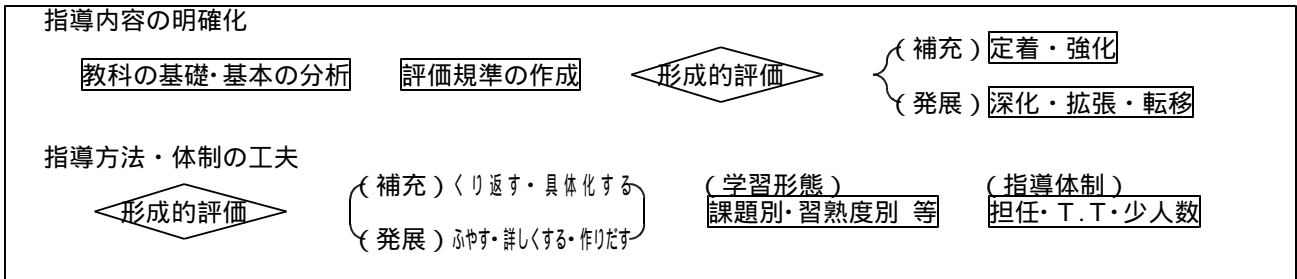 指導内容の明確化
(補充)定着・強化
教科の基礎・基本の分析 評価規準の作成 形成的評価
(発展)深化・拡張・転移
指導方法・体制の工夫
(補充)くり返す・具体化する (学習形態) (指導体制)
形成的評価 課題別・習熟度別 等 担任・T.T・少人数
(発展)ふやす・詳しくする・作りだす